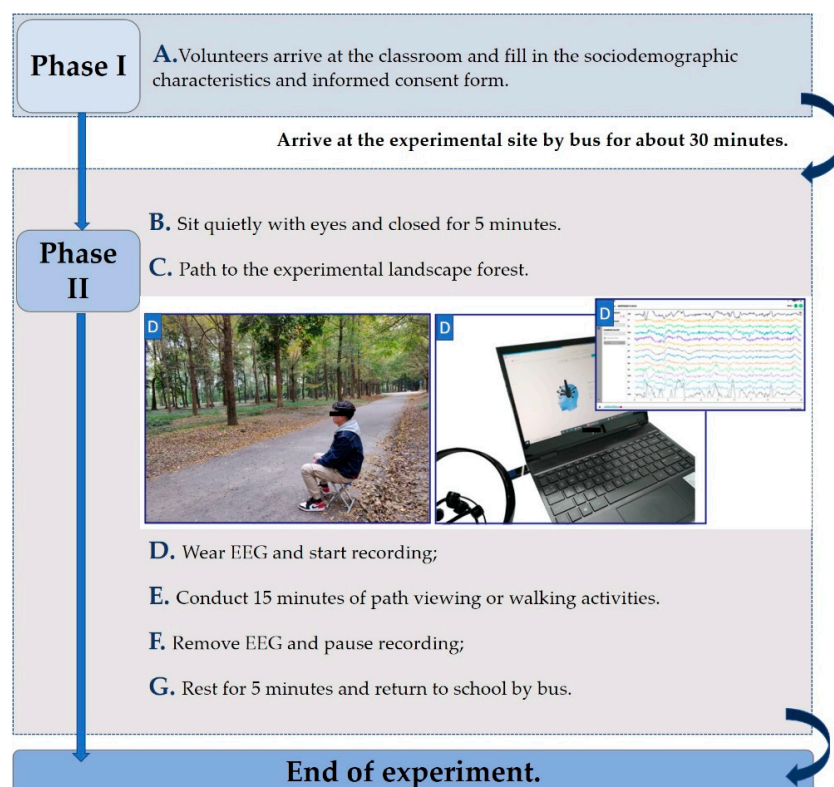 Phase I
A.Volunteers arrive at the classroom and fill in the sociodemographic
characteristics and informed consent form.
Arrive at the experimental site by bus for about 30 minutes.
Phase
II
B. Sit quietly with eyes and closed for 5 minutes.
C. Path to the experimental landscape forest.
D
D
D
D. Wear EEG and start recording;
E. Conduct 15 minutes of path viewing or walking activities.
F. Remove EEG and pause recording;
G. Rest for 5 minutes and return to school by bus.
End of experiment.